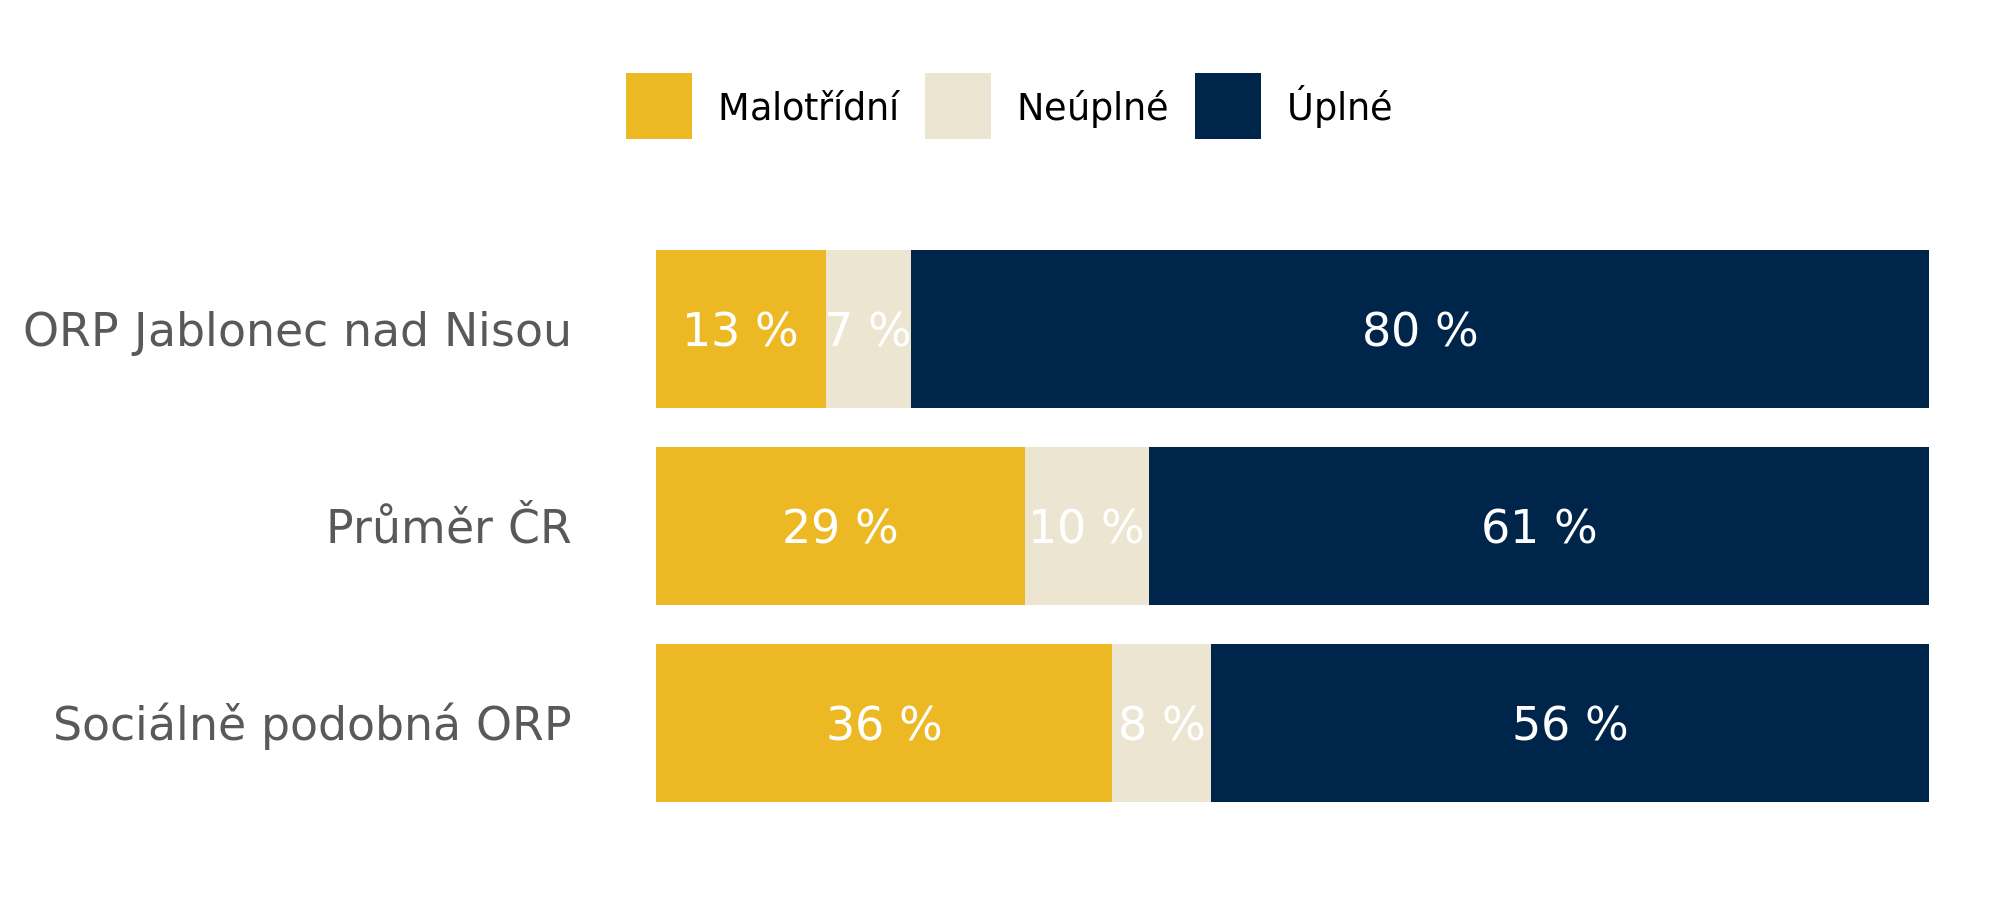 Malotřídní Neúplné Úplné
ORP Jablonec nad Nisou 13 % 7 % 80 %
Průměr ČR 29 % 10 % 61 %
Sociálně podobná ORP 36 % 8 % 56 %